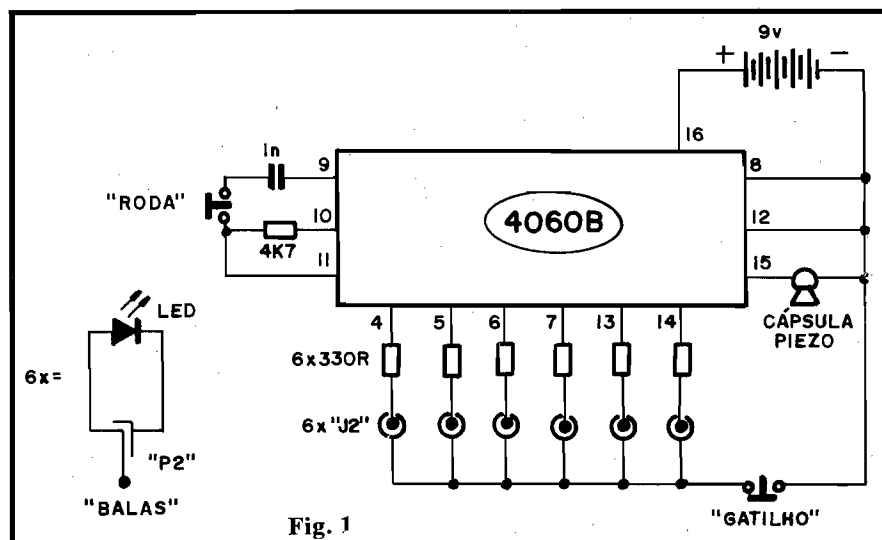 9v
+ −
16
1n
9
8
"RODA"
10
4060B
12
4K7
11
15
LED
CÁPSULA
PIEZO
4 5 6 7 13 14
6x=
6x330R
6x"J2"
"P2"
"BALAS"
"GATILHO"
Fig. 1